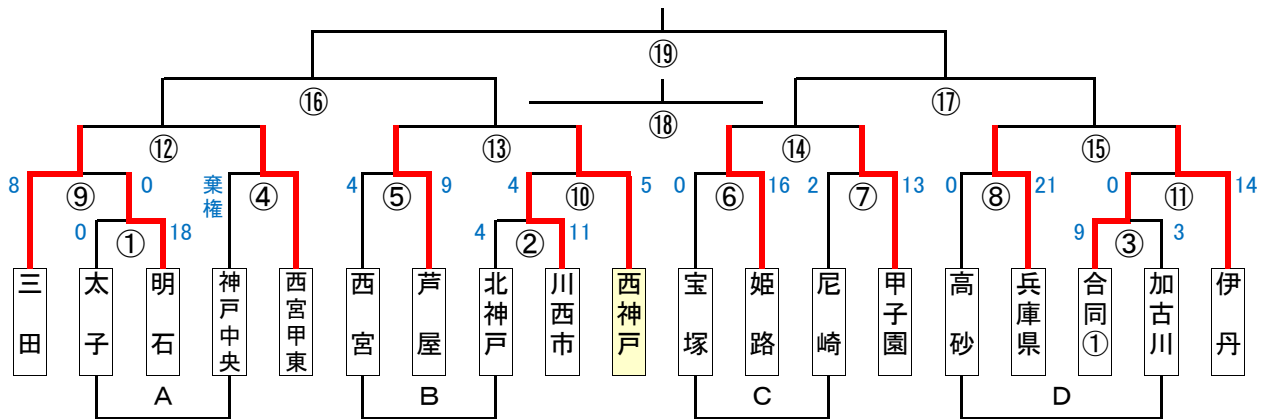 ⑲
⑯ ⑰
⑱
⑫ ⑬ ⑭ ⑮
8 ⑨ 0 棄権 ④ 4 ⑤ 9 4 ⑩ 5 0 ⑥ 16 2 ⑦ 13 0 ⑧ 21 0 ⑪ 14
0 ① 18 4 ② 11 9 ③ 3
三田
太子
明石
神戸中央
西宮甲東
西宮
芦屋
北神戸
川西市
西神戸
宝塚
姫路
尼崎
甲子園
高砂
兵庫県
合同①
加古川
伊丹
A B C D